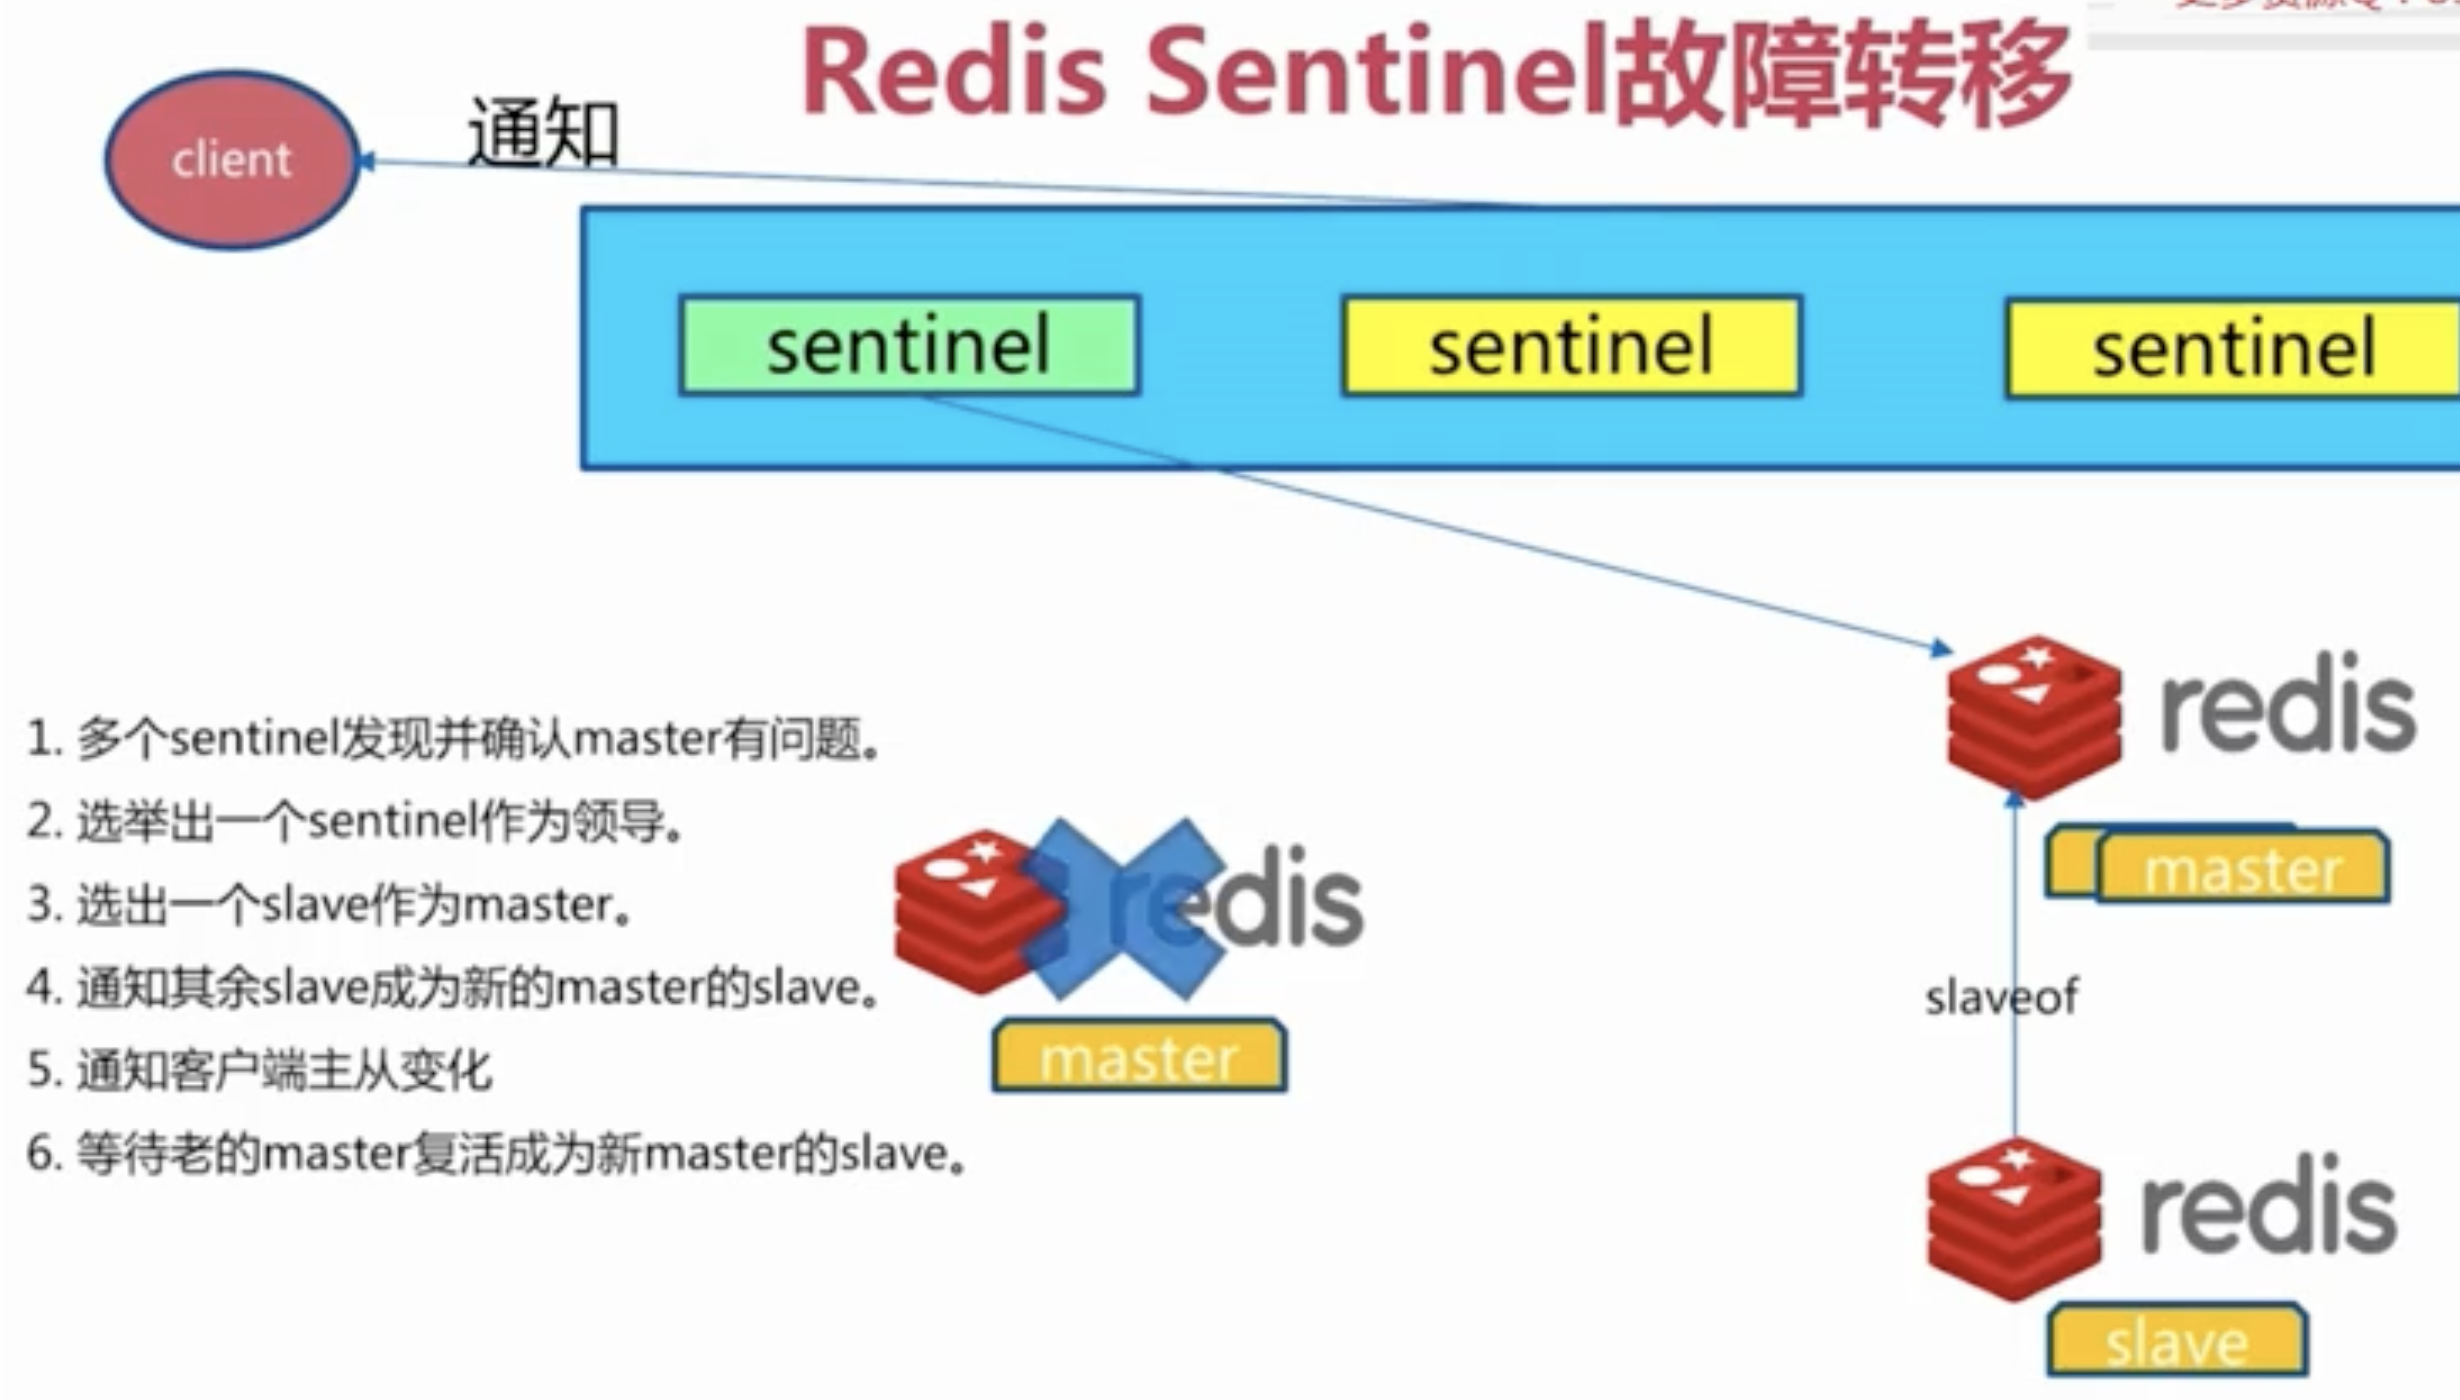 Redis Sentinel故障转移
client
通知
sentinel
sentinel
sentinel
redis
master
slaveof
redis
slave
redis
master
1. 多个sentinel发现并确认master有问题。
2. 选举出一个sentinel作为领导。
3. 选出一个slave作为master。
4. 通知其余slave成为新的master的slave。
5. 通知客户端主从变化
6. 等待老的master复活成为新master的slave。